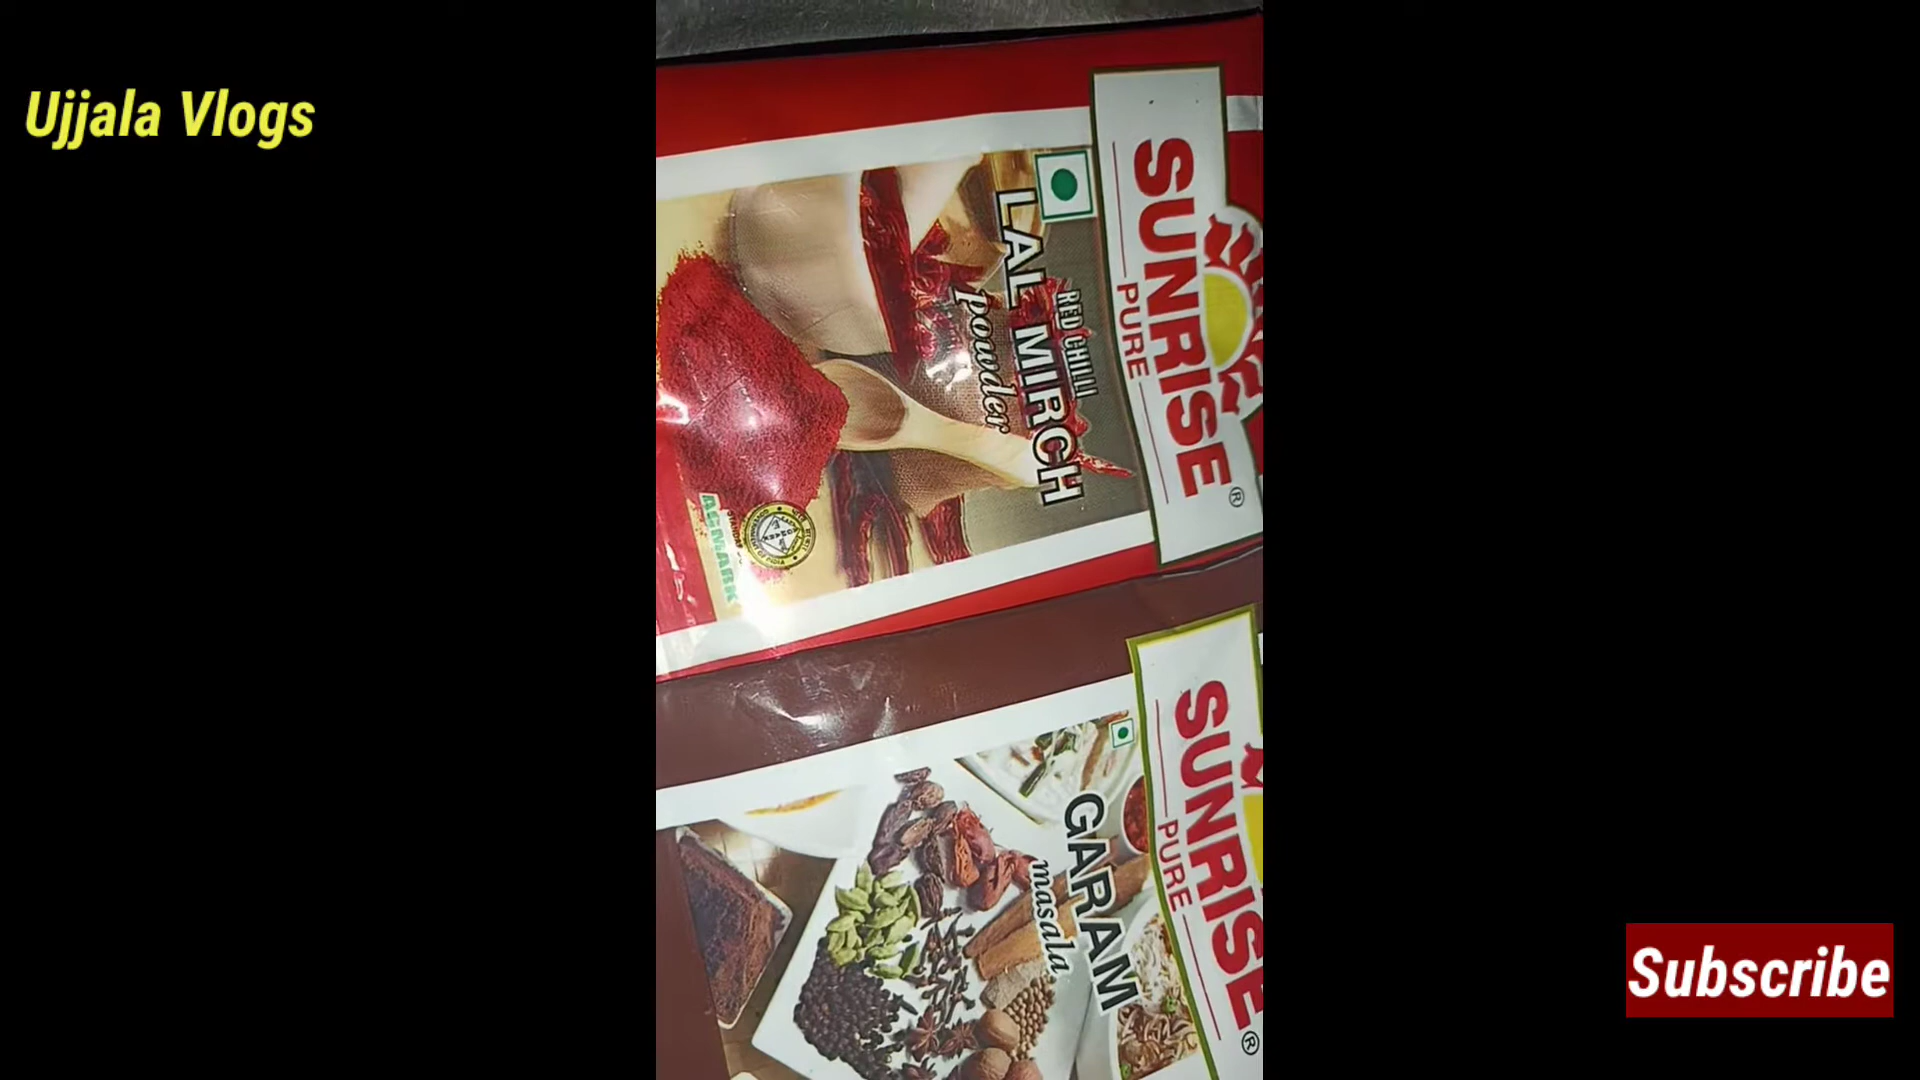 Ujjala Vlogs
SUNRISE®
PURE
RED CHILLI
LAL MIRCH
powder
AGMARK
SUNRISE®
PURE
GARAM
masala
Subscribe